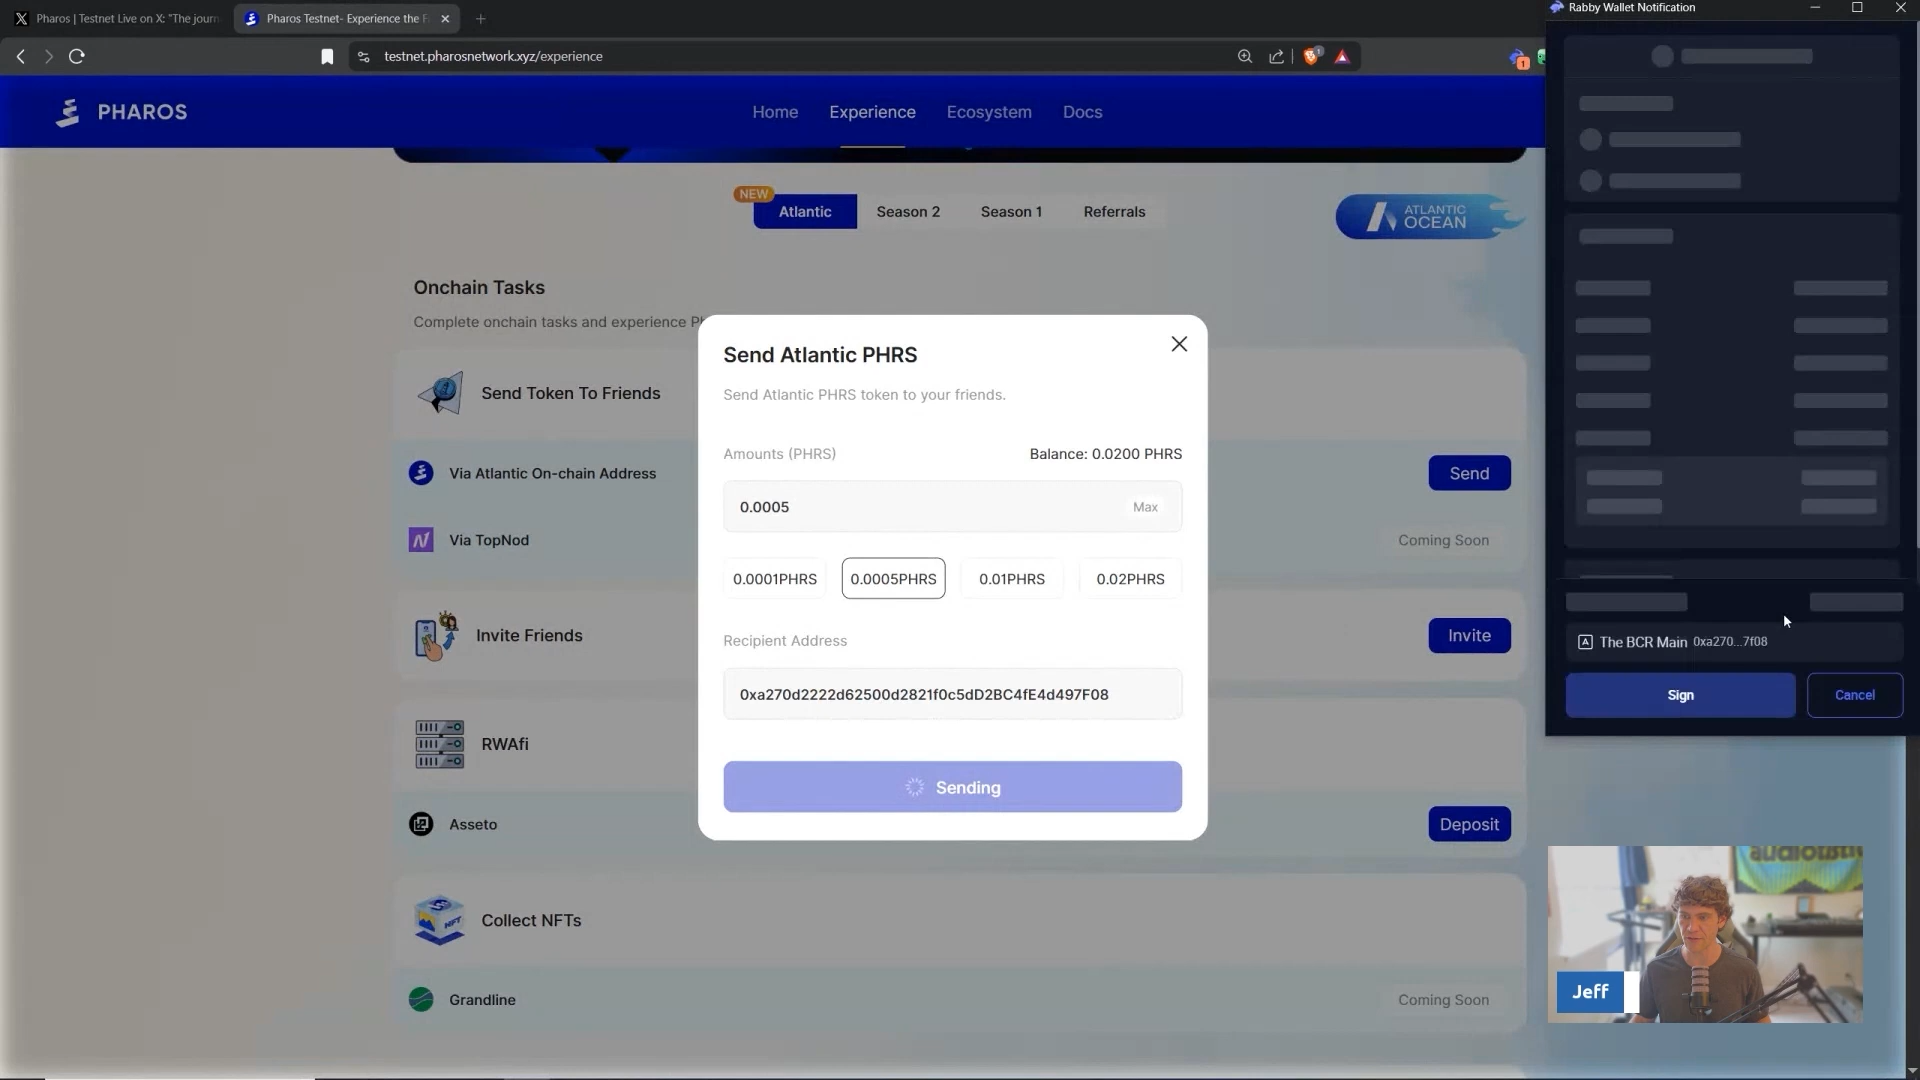 Pharos | Testnet Live on X: "The journ
Pharos Testnet- Experience the F
Rabby Wallet Notification
testnet.pharosnetwork.xyz/experience
1
1
PHAROS
Home
Experience
Ecosystem
Docs
NEW
Atlantic
Season 2
Season 1
Referrals
ATLANTIC
OCEAN
Onchain Tasks
Complete onchain tasks and experience Ph
Send Token To Friends
Via Atlantic On-chain Address
Send
Via TopNod
Coming Soon
Invite Friends
Invite
RWAfi
Asseto
Deposit
Collect NFTs
NFT
Grandline
Coming Soon
Send Atlantic PHRS
Send Atlantic PHRS token to your friends.
Amounts (PHRS)
Balance: 0.0200 PHRS
0.0005
Max
0.0001PHRS
0.0005PHRS
0.01PHRS
0.02PHRS
Recipient Address
0xa270d2222d62500d2821f0c5dD2BC4fE4d497F08
Sending
The BCR Main 0xa270...7f08
Sign
Cancel
Jeff